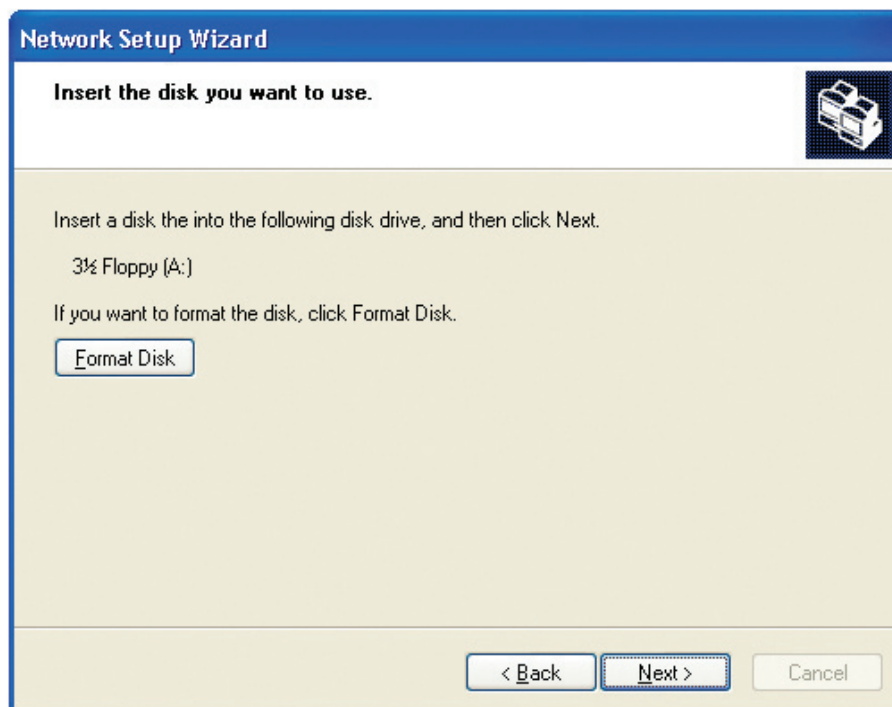 Network Setup Wizard
Insert the disk you want to use.
Insert a disk the into the following disk drive, and then click Next.
3½ Floppy (A:)
If you want to format the disk, click Format Disk.
Format Disk
< Back Next > Cancel